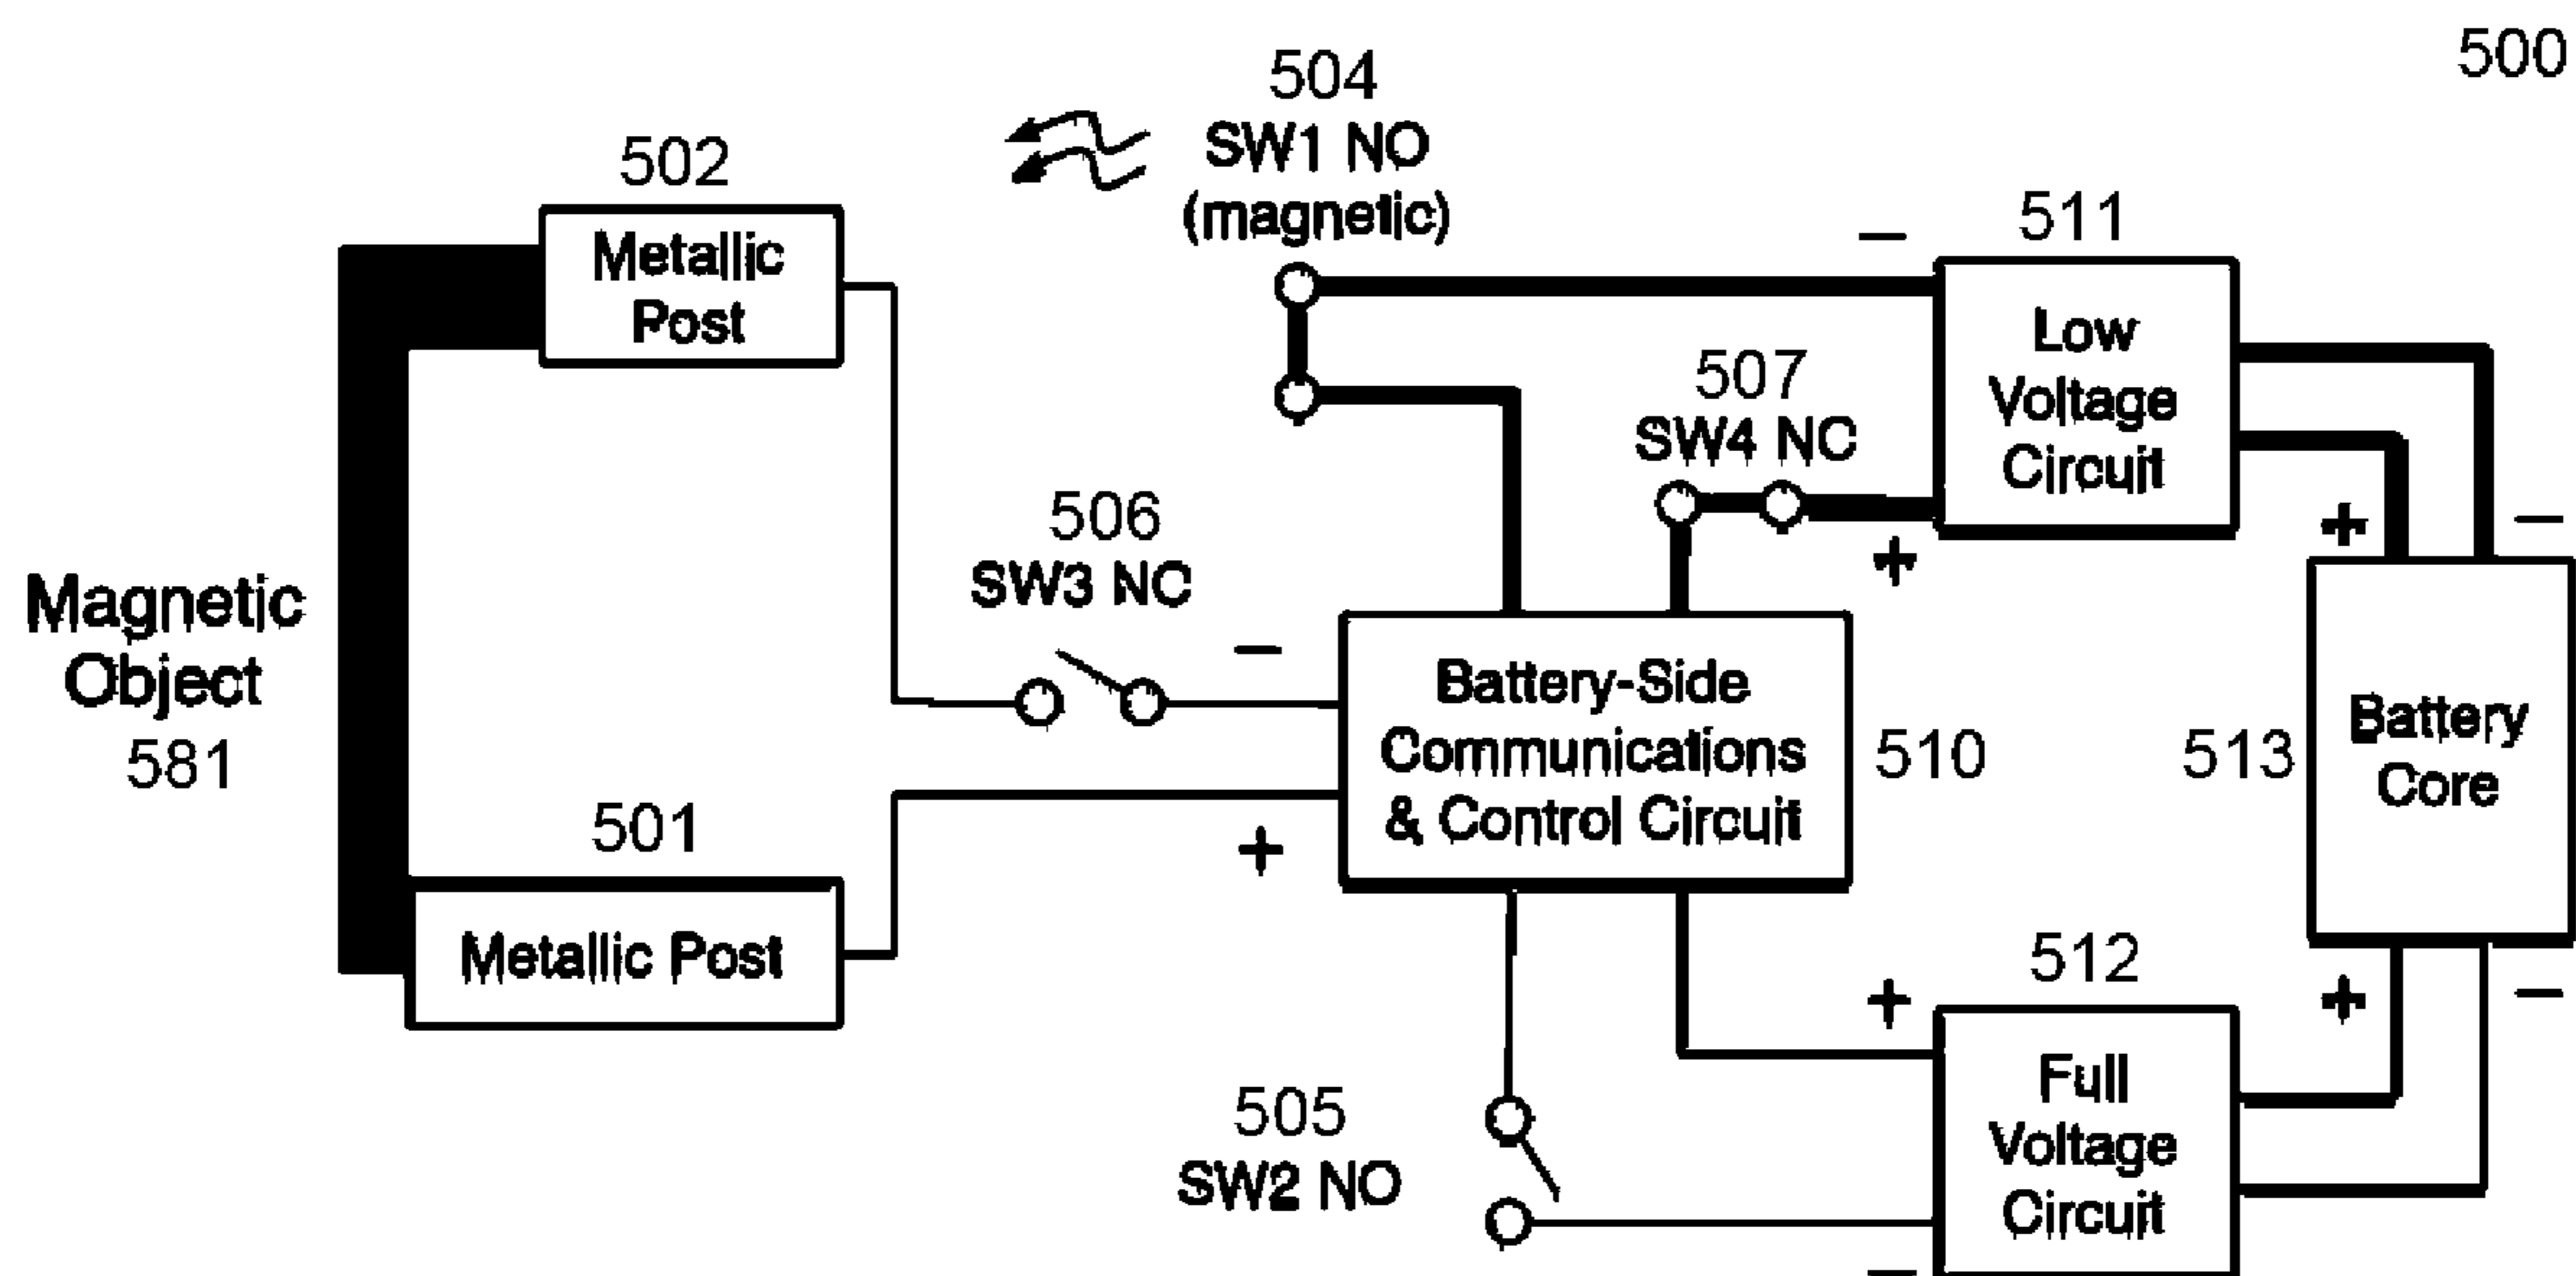 500
504
SW1 NO
(magnetic)
502
Metallic
Post
511
−
Low
Voltage
Circuit
507
SW4 NC
+
506
SW3 NC
−
+
−
Magnetic
Object
581
Battery-Side
Communications
& Control Circuit
510
513
Battery
Core
501
+
Metallic Post
512
+
+
−
Full
Voltage
Circuit
505
SW2 NO
−